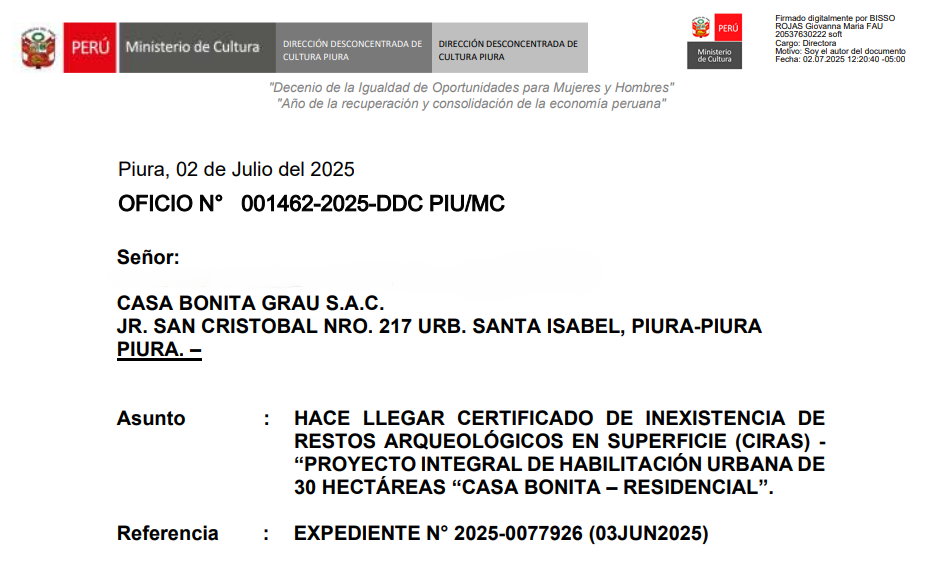 PERÚ
Ministerio de Cultura
DIRECCIÓN DESCONCENTRADA DE
CULTURA PIURA
DIRECCIÓN DESCONCENTRADA DE
CULTURA PIURA
PERÚ
Ministerio
de Cultura
Firmado digitalmente por BISSO
ROJAS Giovanna Maria FAU
20537630222 soft
Cargo: Directora
Motivo: Soy el autor del documento
Fecha: 02.07.2025 12:20:40 -05:00
"Decenio de la Igualdad de Oportunidades para Mujeres y Hombres"
"Año de la recuperación y consolidación de la economía peruana"
Piura, 02 de Julio del 2025
OFICIO N° 001462-2025-DDC PIU/MC
Señor:
CASA BONITA GRAU S.A.C.
JR. SAN CRISTOBAL NRO. 217 URB. SANTA ISABEL, PIURA-PIURA
PIURA. –
Asunto : HACE LLEGAR CERTIFICADO DE INEXISTENCIA DE
RESTOS ARQUEOLÓGICOS EN SUPERFICIE (CIRAS) -
“PROYECTO INTEGRAL DE HABILITACIÓN URBANA DE
30 HECTÁREAS “CASA BONITA – RESIDENCIAL”.
Referencia : EXPEDIENTE N° 2025-0077926 (03JUN2025)